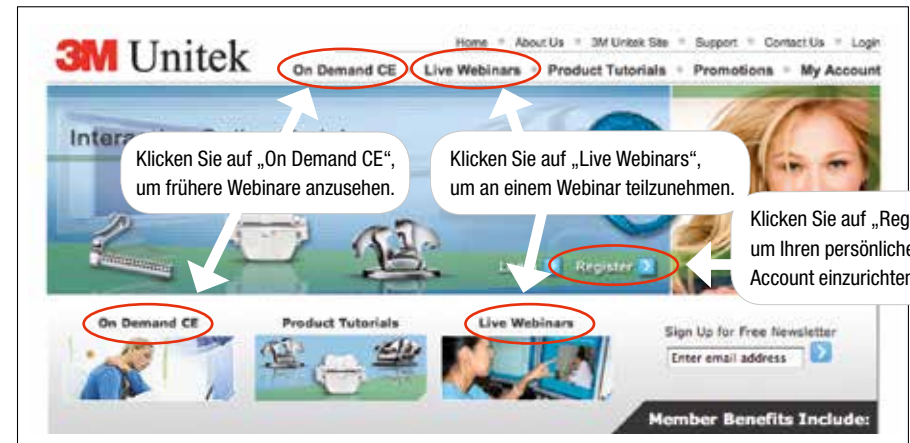 3M Unitek
Home About Us 3M Unitek Site Support Contact Us Login
On Demand CE Live Webinars Product Tutorials Promotions My Account
Klicken Sie auf „On Demand CE“,
um frühere Webinare anzusehen.
Klicken Sie auf „Live Webinars“,
um an einem Webinar teilzunehmen.
Klicken Sie auf „Reg
um Ihren persönliche
Account einzurichten
Register
On Demand CE
Product Tutorials
Live Webinars
Sign Up for Free Newsletter
Enter email address
Member Benefits Include: